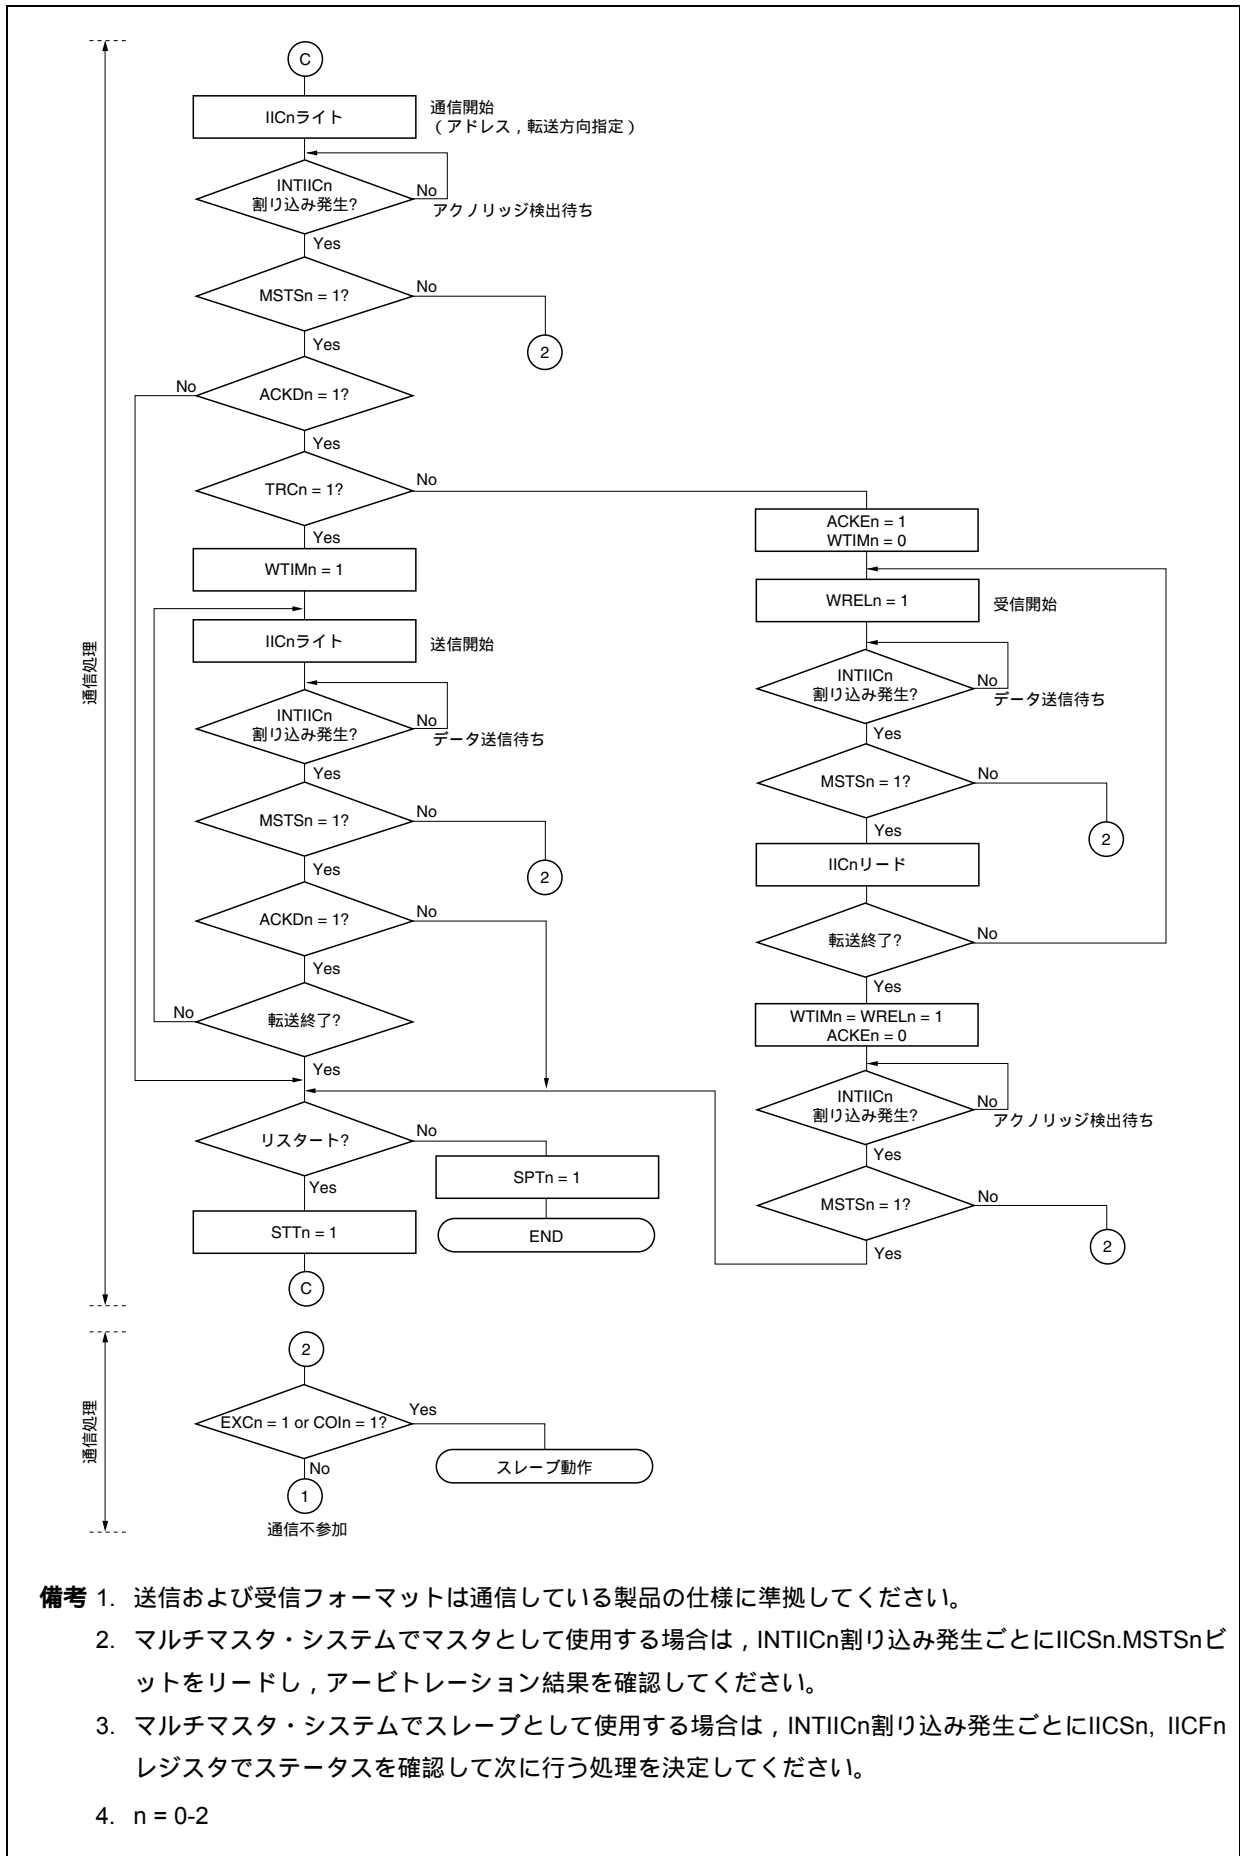 C
IICnライト
通信開始
（アドレス，転送方向指定）
INTIICn
割り込み発生?
No
アクノリッジ検出待ち
Yes
MSTSn = 1?
No
2
Yes
ACKDn = 1?
No
Yes
TRCn = 1?
No
Yes
WTIMn = 1
IICnライト
送信開始
INTIICn
割り込み発生?
No
データ送信待ち
Yes
MSTSn = 1?
No
2
Yes
ACKDn = 1?
No
Yes
転送終了?
No
Yes
リスタート?
No
SPTn = 1
END
Yes
STTn = 1
C
ACKEn = 1
WTIMn = 0
WRELn = 1
受信開始
INTIICn
割り込み発生?
No
データ送信待ち
Yes
MSTSn = 1?
No
2
Yes
IICnリード
転送終了?
No
Yes
WTIMn = WRELn = 1
ACKEn = 0
INTIICn
割り込み発生?
No
アクノリッジ検出待ち
Yes
MSTSn = 1?
No
2
Yes
通信処理
2
EXCn = 1 or COIn = 1?
Yes
スレーブ動作
No
1
通信不参加
通信処理
備考 1. 送信および受信フォーマットは通信している製品の仕様に準拠してください。
2. マルチマスタ・システムでマスタとして使用する場合は，INTIICn割り込み発生ごとにIICSn.MSTSnビ
ットをリードし，アービトレーション結果を確認してください。
3. マルチマスタ・システムでスレーブとして使用する場合は，INTIICn割り込み発生ごとにIICSn, IICFn
レジスタでステータスを確認して次に行う処理を決定してください。
4. n = 0-2